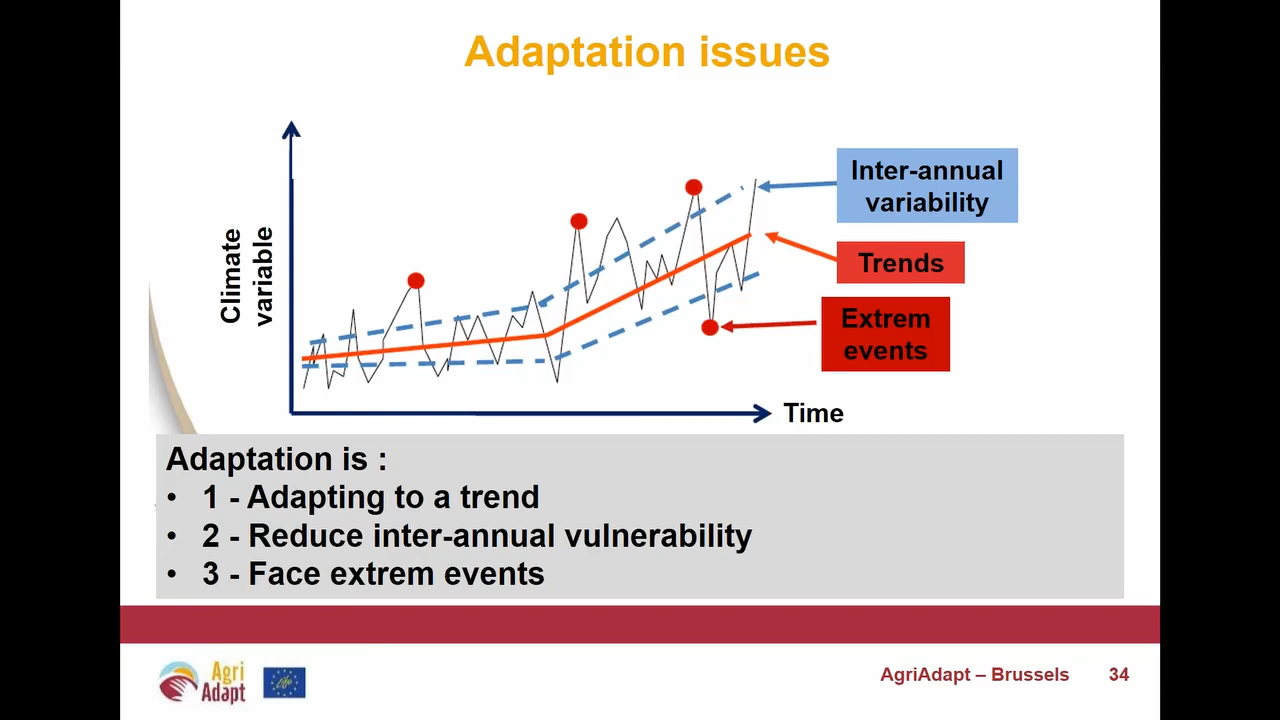 Adaptation issues
Climate
variable
Inter-annual
variability
Trends
Extrem
events
Time
Adaptation is :
• 1 - Adapting to a trend
• 2 - Reduce inter-annual vulnerability
• 3 - Face extrem events
Agri
Adapt
life
AgriAdapt – Brussels 34